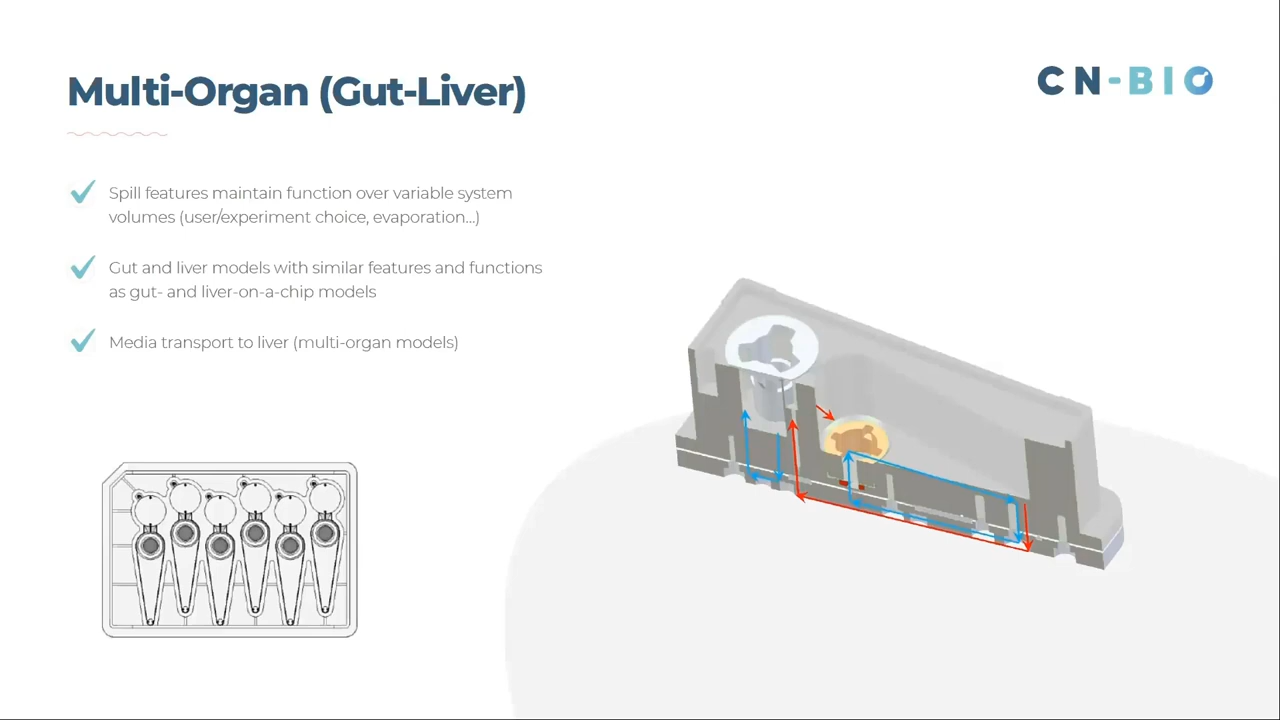 Multi-Organ (Gut-Liver)
CN-BIO
Spill features maintain function over variable system
volumes (user/experiment choice, evaporation...)
Gut and liver models with similar features and functions
as gut- and liver-on-a-chip models
Media transport to liver (multi-organ models)